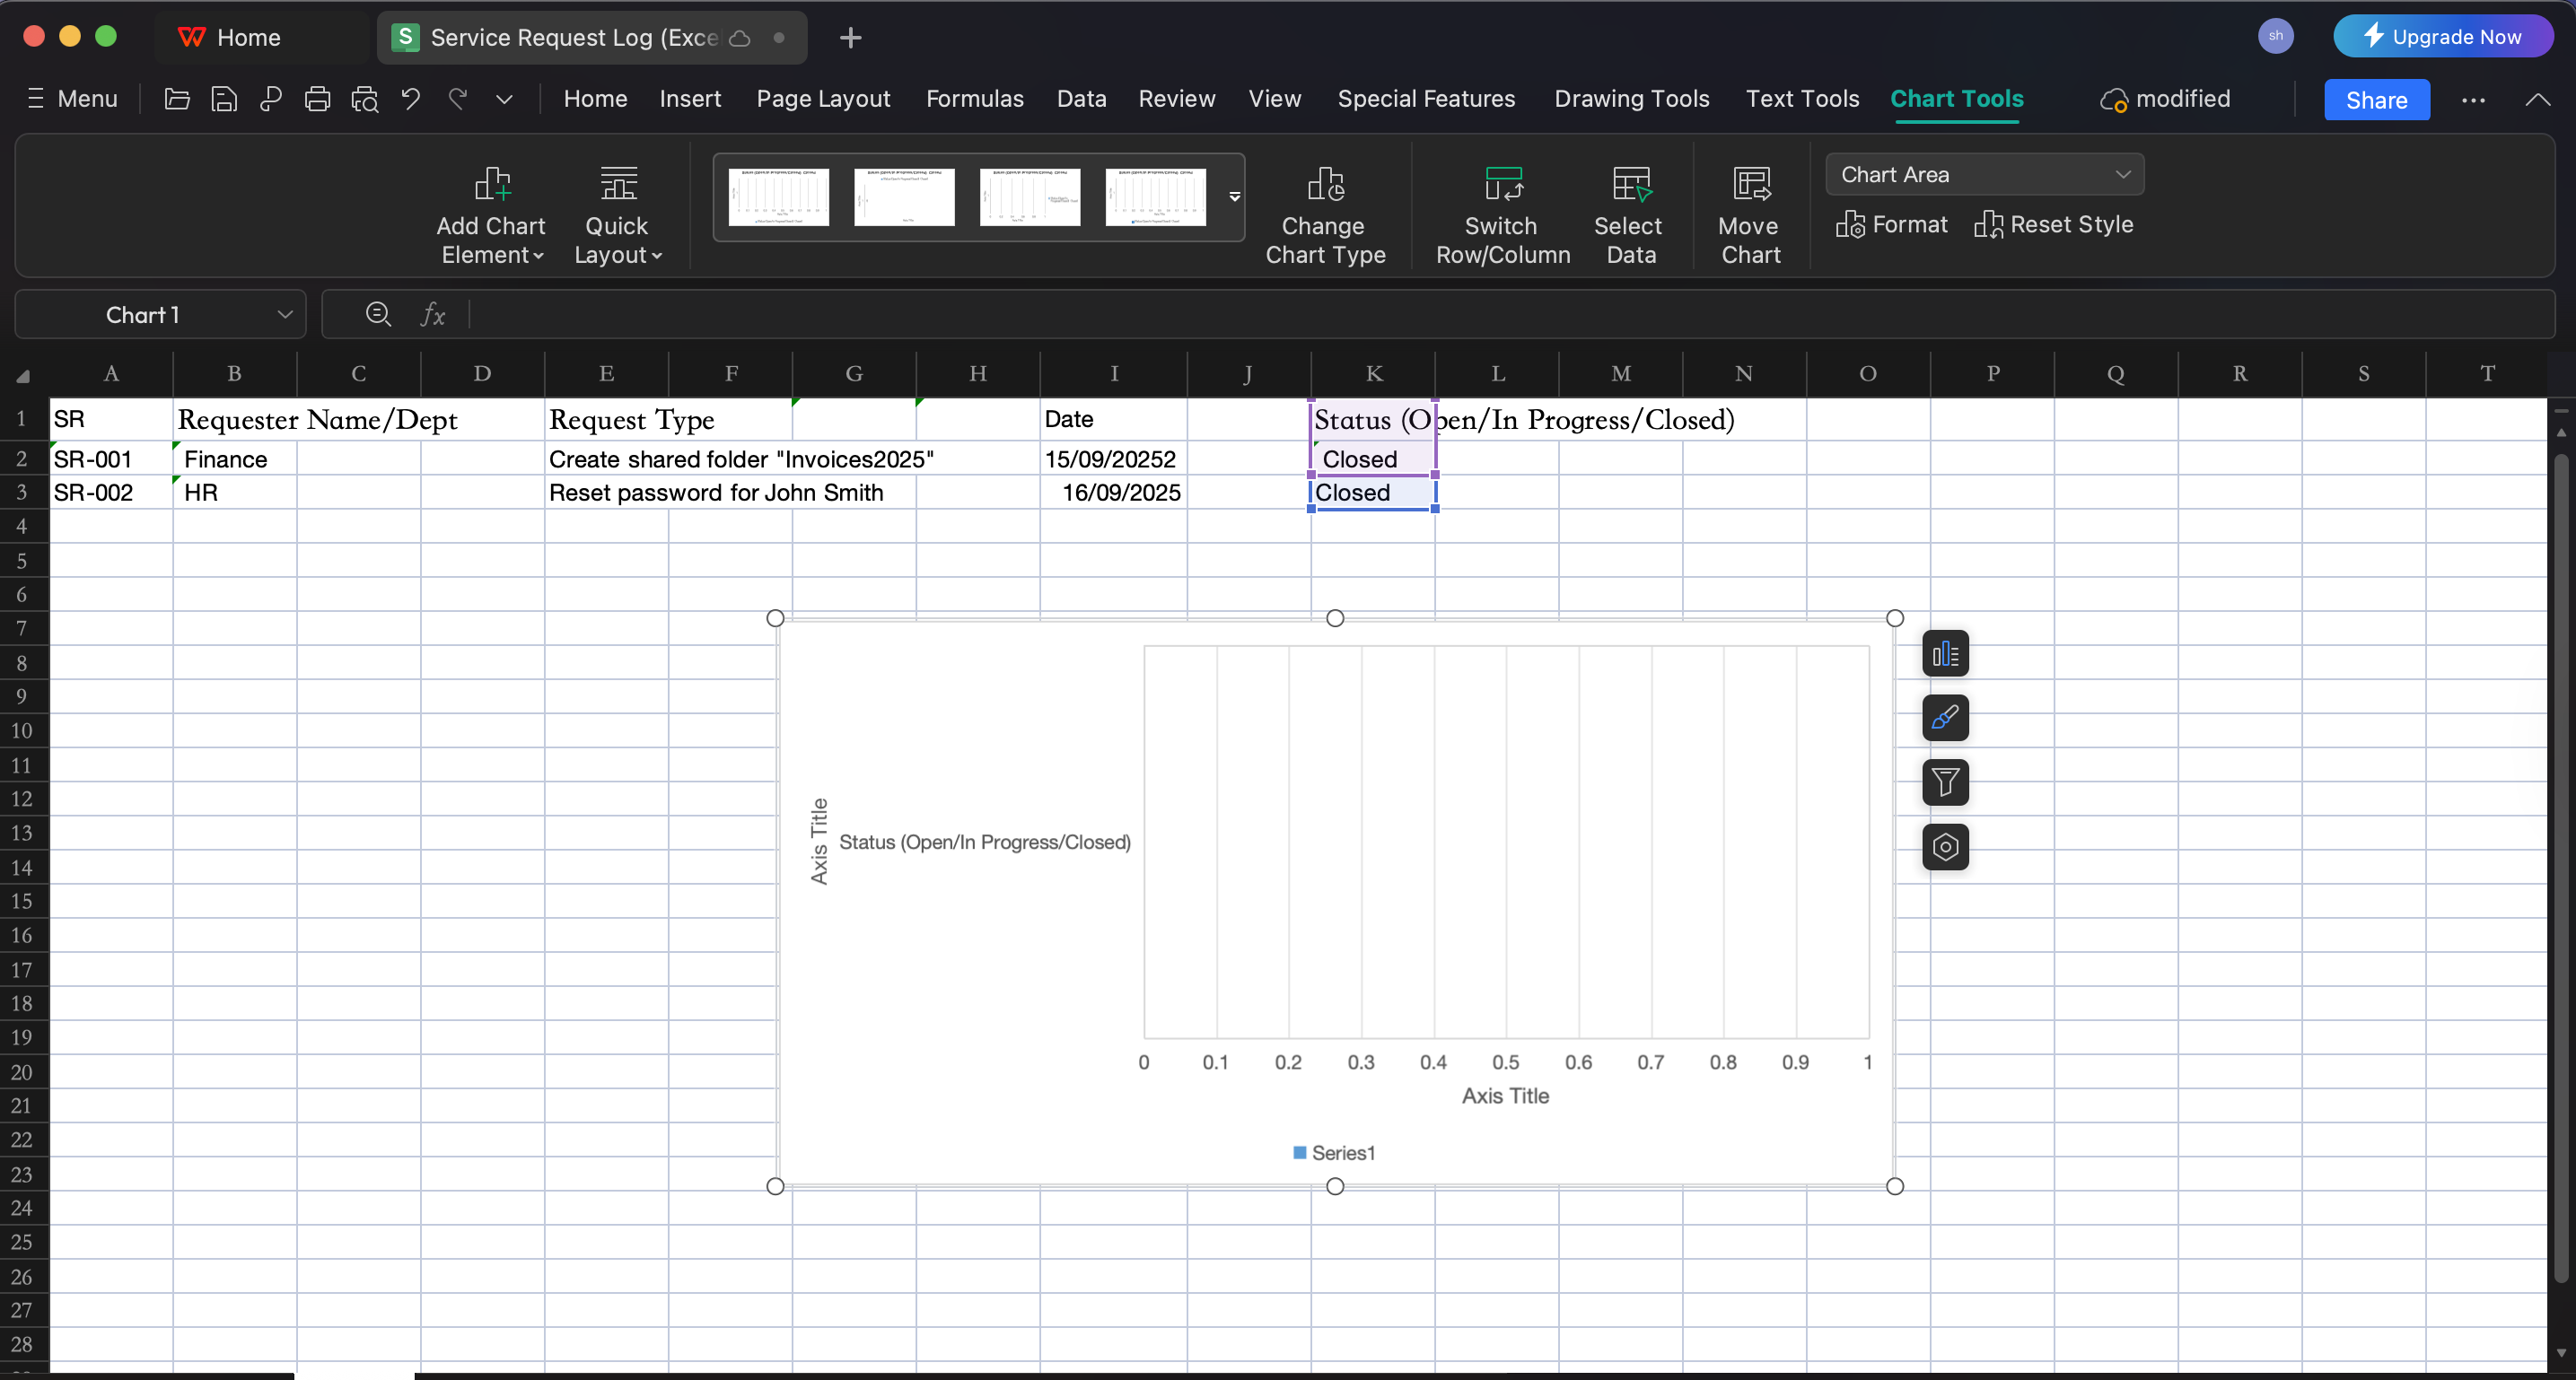 Home
Service Request Log (Exce
sh
Upgrade Now
Menu
Home Insert Page Layout Formulas Data Review View Special Features Drawing Tools Text Tools Chart Tools
modified
Share
Add Chart Element
Quick Layout
Change Chart Type
Switch Row/Column
Select Data
Move Chart
Chart Area
Format
Reset Style
Chart 1
fx
A B C D E F G H I J K L M N O P Q R S T
1 SR Requester Name/Dept Request Type Date Status (Open/In Progress/Closed)
2 SR-001 Finance Create shared folder "Invoices2025" 15/09/20252 Closed
3 SR-002 HR Reset password for John Smith 16/09/2025 Closed
4
5
6
7
8
9
10
11
12
13
14
15
16
17
18
19
20
21
22
23
24
25
26
27
28
Axis Title
Status (Open/In Progress/Closed)
0 0.1 0.2 0.3 0.4 0.5 0.6 0.7 0.8 0.9 1
Axis Title
Series1